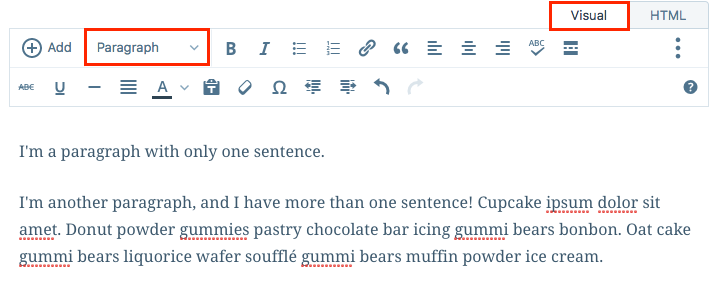 Visual HTML
Add Paragraph B I ABC
ABC U A T Ω ?
I'm a paragraph with only one sentence.
I'm another paragraph, and I have more than one sentence! Cupcake ipsum dolor sit
amet. Donut powder gummies pastry chocolate bar icing gummi bears bonbon. Oat cake
gummi bears liquorice wafer soufflé gummi bears muffin powder ice cream.